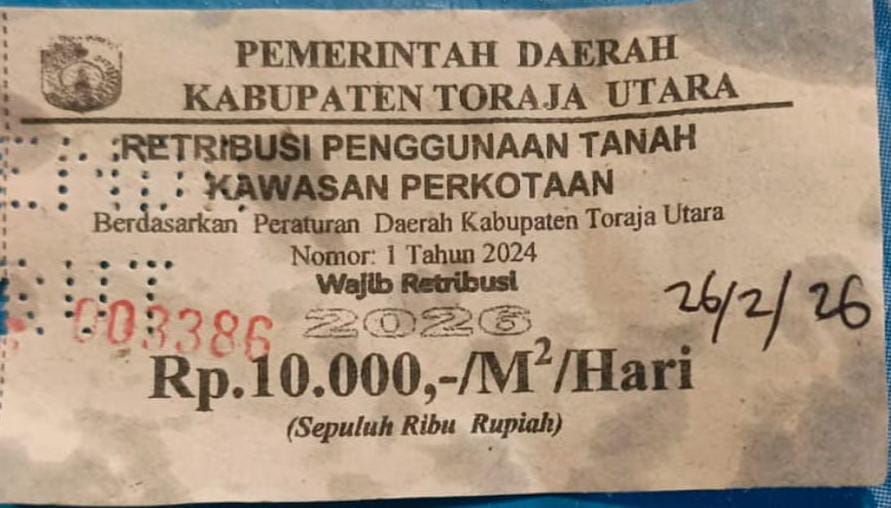 PEMERINTAH DAERAH
KABUPATEN TORAJA UTARA
RETRIBUSI PENGGUNAAN TANAH
KAWASAN PERKOTAAN
Berdasarkan Peraturan Daerah Kabupaten Toraja Utara
Nomor: 1 Tahun 2024
Wajib Retribusi
26/2/26
003386
2026
Rp.10.000,-/M²/Hari
(Sepuluh Ribu Rupiah)